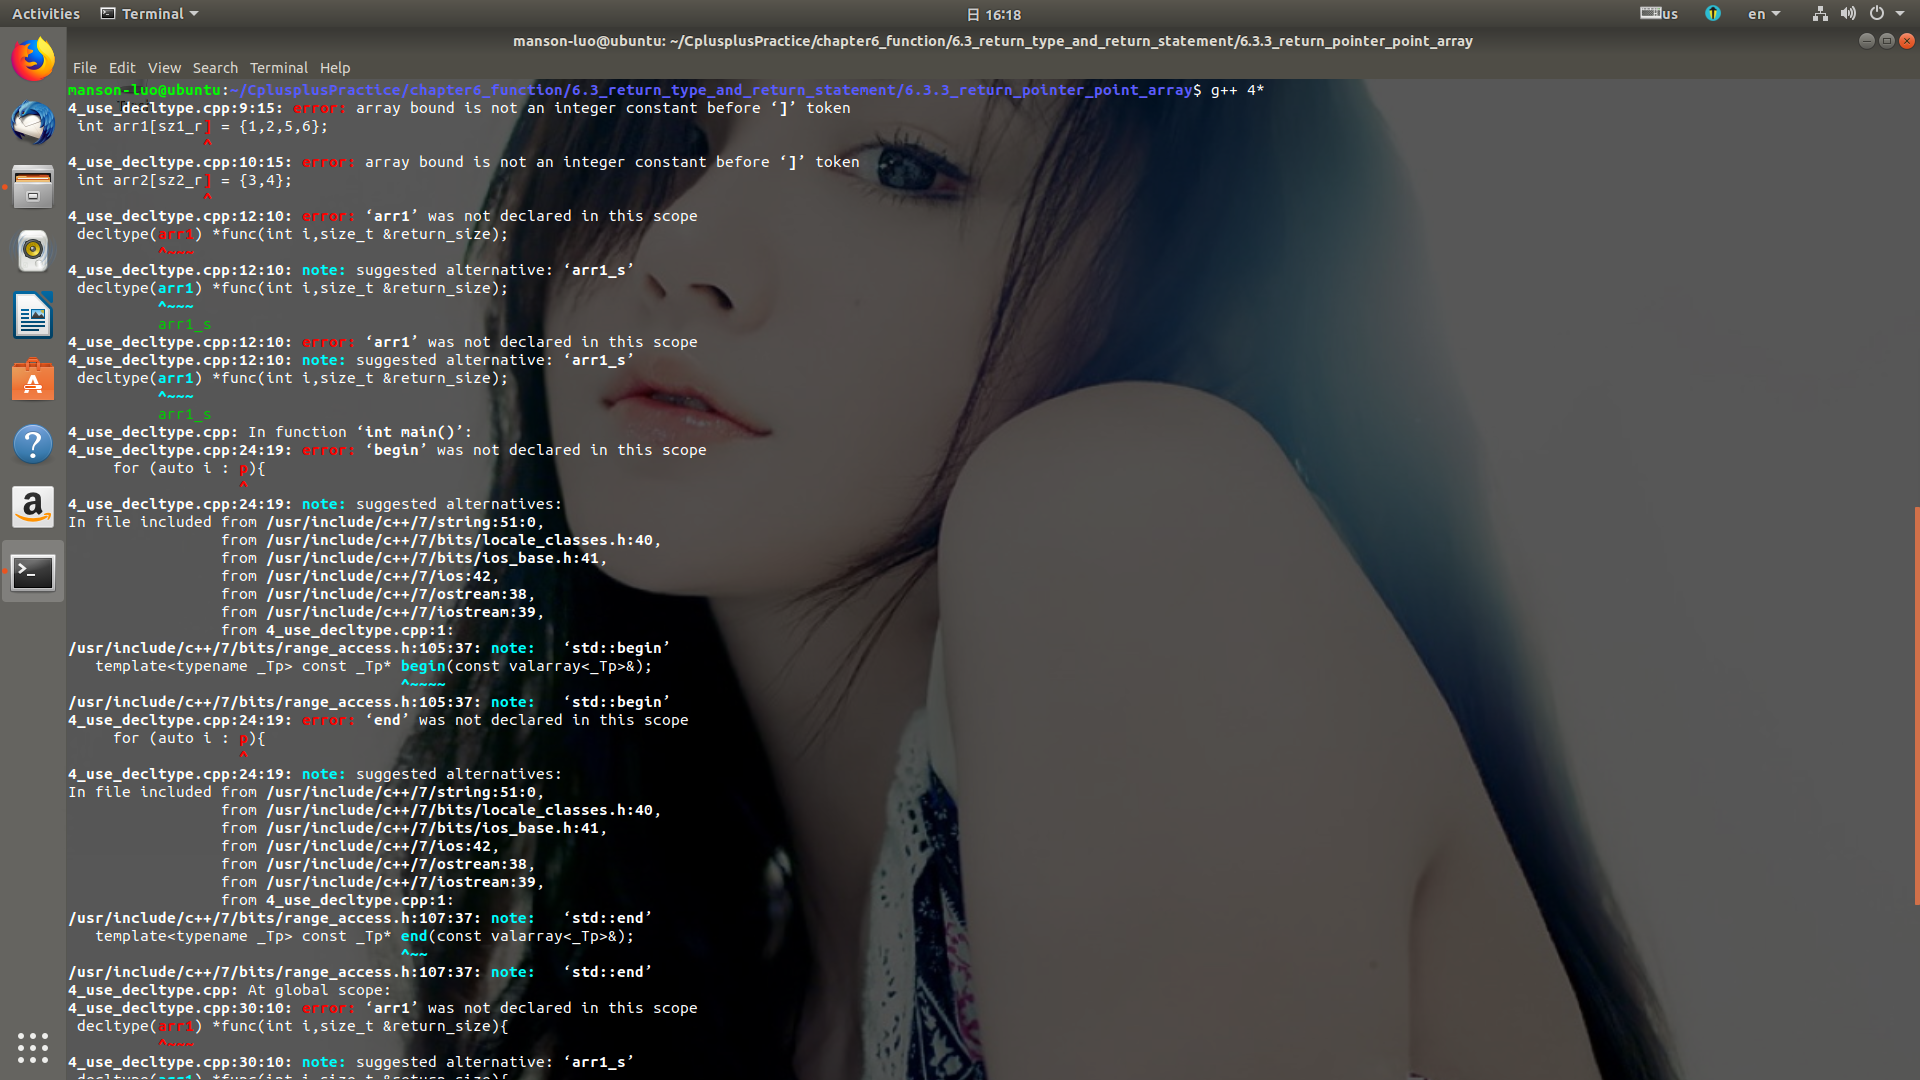 Activities Terminal 日 16:18 us en
manson-luo@ubuntu: ~/CplusplusPractice/chapter6_function/6.3_return_type_and_return_statement/6.3.3_return_pointer_point_array
File Edit View Search Terminal Help
manson-luo@ubuntu:~/CplusplusPractice/chapter6_function/6.3_return_type_and_return_statement/6.3.3_return_pointer_point_array$ g++ 4*
4_use_decltype.cpp:9:15: error: array bound is not an integer constant before ‘]’ token
 int arr1[sz1_r] = {1,2,5,6};
               ^
4_use_decltype.cpp:10:15: error: array bound is not an integer constant before ‘]’ token
 int arr2[sz2_r] = {3,4};
               ^
4_use_decltype.cpp:12:10: error: ‘arr1’ was not declared in this scope
 decltype(arr1) *func(int i,size_t &return_size);
          ^~~~
4_use_decltype.cpp:12:10: note: suggested alternative: ‘arr1_s’
 decltype(arr1) *func(int i,size_t &return_size);
          ^~~~
          arr1_s
4_use_decltype.cpp:12:10: error: ‘arr1’ was not declared in this scope
4_use_decltype.cpp:12:10: note: suggested alternative: ‘arr1_s’
 decltype(arr1) *func(int i,size_t &return_size);
          ^~~~
          arr1_s
4_use_decltype.cpp: In function ‘int main()’:
4_use_decltype.cpp:24:19: error: ‘begin’ was not declared in this scope
     for (auto i : p){
                   ^
4_use_decltype.cpp:24:19: note: suggested alternatives:
In file included from /usr/include/c++/7/string:51:0,
                 from /usr/include/c++/7/bits/locale_classes.h:40,
                 from /usr/include/c++/7/bits/ios_base.h:41,
                 from /usr/include/c++/7/ios:42,
                 from /usr/include/c++/7/ostream:38,
                 from /usr/include/c++/7/iostream:39,
                 from 4_use_decltype.cpp:1:
/usr/include/c++/7/bits/range_access.h:105:37: note:   ‘std::begin’
   template<typename _Tp> const _Tp* begin(const valarray<_Tp>&);
                                     ^~~~~
/usr/include/c++/7/bits/range_access.h:105:37: note:   ‘std::begin’
4_use_decltype.cpp:24:19: error: ‘end’ was not declared in this scope
     for (auto i : p){
                   ^
4_use_decltype.cpp:24:19: note: suggested alternatives:
In file included from /usr/include/c++/7/string:51:0,
                 from /usr/include/c++/7/bits/locale_classes.h:40,
                 from /usr/include/c++/7/bits/ios_base.h:41,
                 from /usr/include/c++/7/ios:42,
                 from /usr/include/c++/7/ostream:38,
                 from /usr/include/c++/7/iostream:39,
                 from 4_use_decltype.cpp:1:
/usr/include/c++/7/bits/range_access.h:107:37: note:   ‘std::end’
   template<typename _Tp> const _Tp* end(const valarray<_Tp>&);
                                     ^~~
/usr/include/c++/7/bits/range_access.h:107:37: note:   ‘std::end’
4_use_decltype.cpp: At global scope:
4_use_decltype.cpp:30:10: error: ‘arr1’ was not declared in this scope
 decltype(arr1) *func(int i,size_t &return_size){
          ^~~~
4_use_decltype.cpp:30:10: note: suggested alternative: ‘arr1_s’
 decltype(arr1) *func(int i,size_t &return_size){